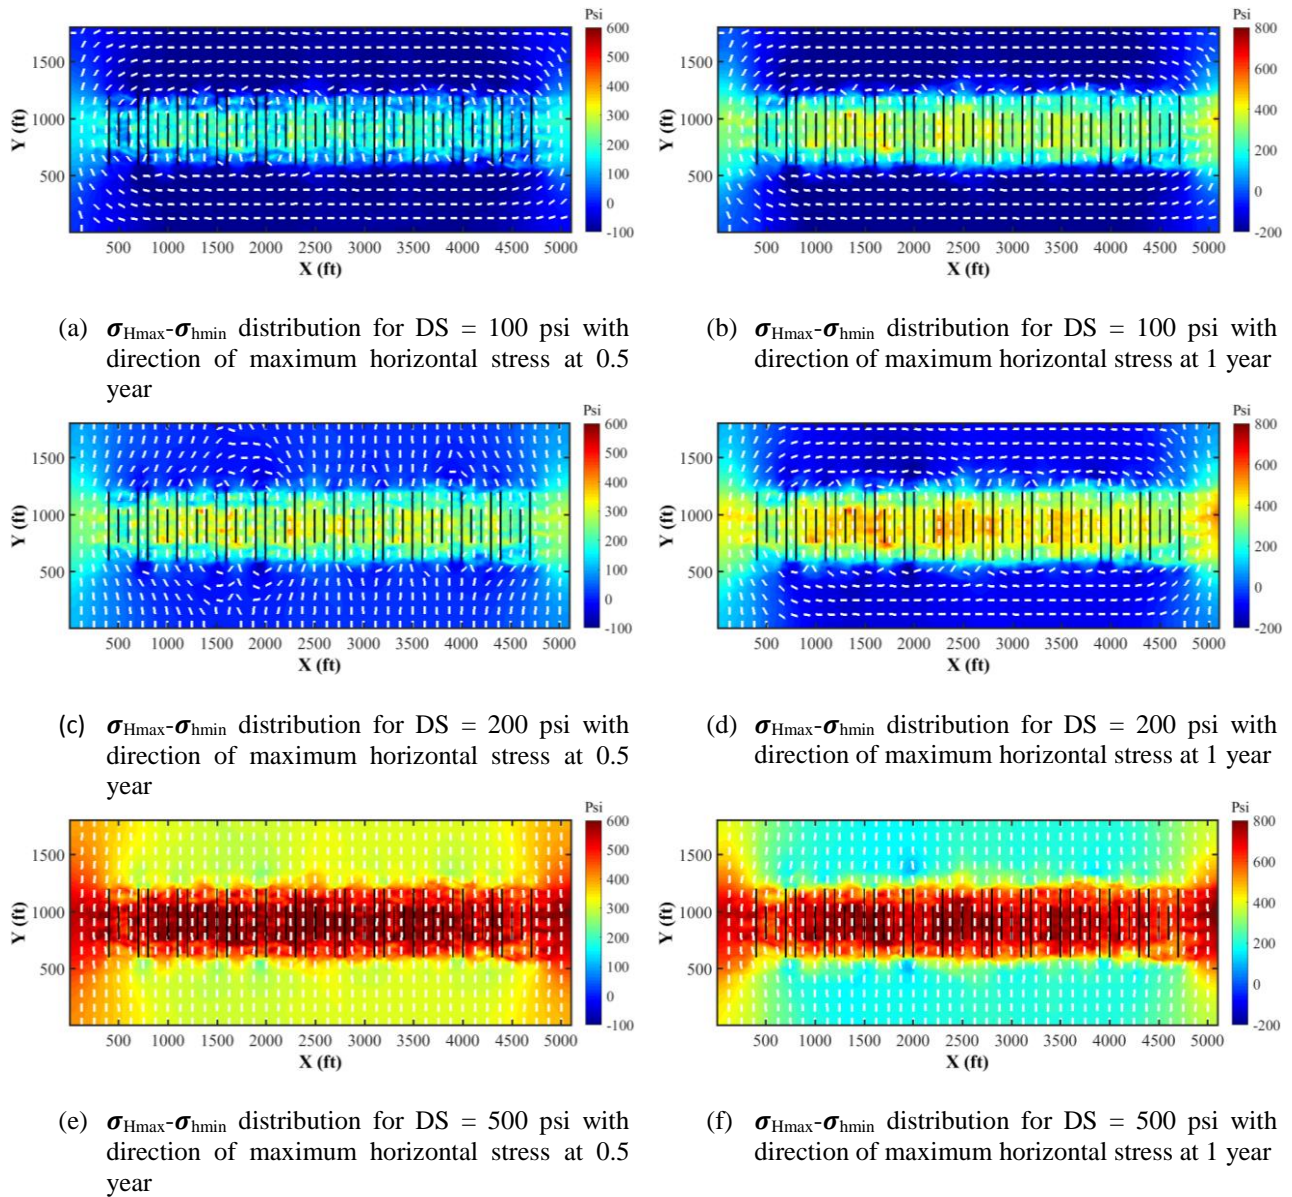 Psi
Psi
600
500
400
300
200
100
0
-100
800
600
400
200
0
-200
1500
1000
500
Y (ft)
1500
1000
500
Y (ft)
500 1000 1500 2000 2500 3000 3500 4000 4500 5000
X (ft)
500 1000 1500 2000 2500 3000 3500 4000 4500 5000
X (ft)
(a) σHmax-σhmin distribution for DS = 100 psi with
direction of maximum horizontal stress at 0.5
year
(b) σHmax-σhmin distribution for DS = 100 psi with
direction of maximum horizontal stress at 1 year
Psi
Psi
600
500
400
300
200
100
0
-100
800
600
400
200
0
-200
1500
1000
500
Y (ft)
1500
1000
500
Y (ft)
500 1000 1500 2000 2500 3000 3500 4000 4500 5000
X (ft)
500 1000 1500 2000 2500 3000 3500 4000 4500 5000
X (ft)
(c) σHmax-σhmin distribution for DS = 200 psi with
direction of maximum horizontal stress at 0.5
year
(d) σHmax-σhmin distribution for DS = 200 psi with
direction of maximum horizontal stress at 1 year
Psi
Psi
600
500
400
300
200
100
0
-100
800
600
400
200
0
-200
1500
1000
500
Y (ft)
1500
1000
500
Y (ft)
500 1000 1500 2000 2500 3000 3500 4000 4500 5000
X (ft)
500 1000 1500 2000 2500 3000 3500 4000 4500 5000
X (ft)
(e) σHmax-σhmin distribution for DS = 500 psi with
direction of maximum horizontal stress at 0.5
year
(f) σHmax-σhmin distribution for DS = 500 psi with
direction of maximum horizontal stress at 1 year